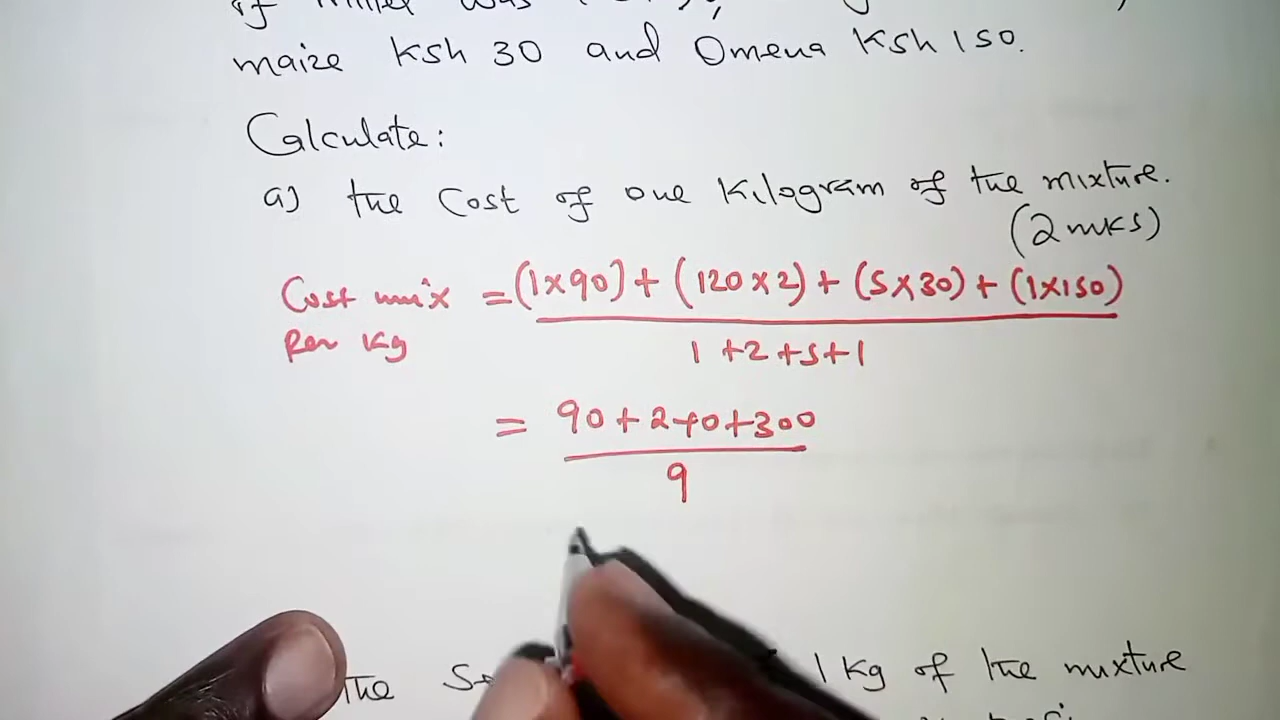 If
maize Ksh 30 and Omena Ksh 150.
Calculate:
a) the Cost of one Kilogram of the mixture.
(2 mks)
Cost mix = (1×90) + (120×2) + (5×30) + (1×150)
Per Kg 1 +2 +5+1
= 90 + 240 + 300
9
The 1 Kg of the mixture